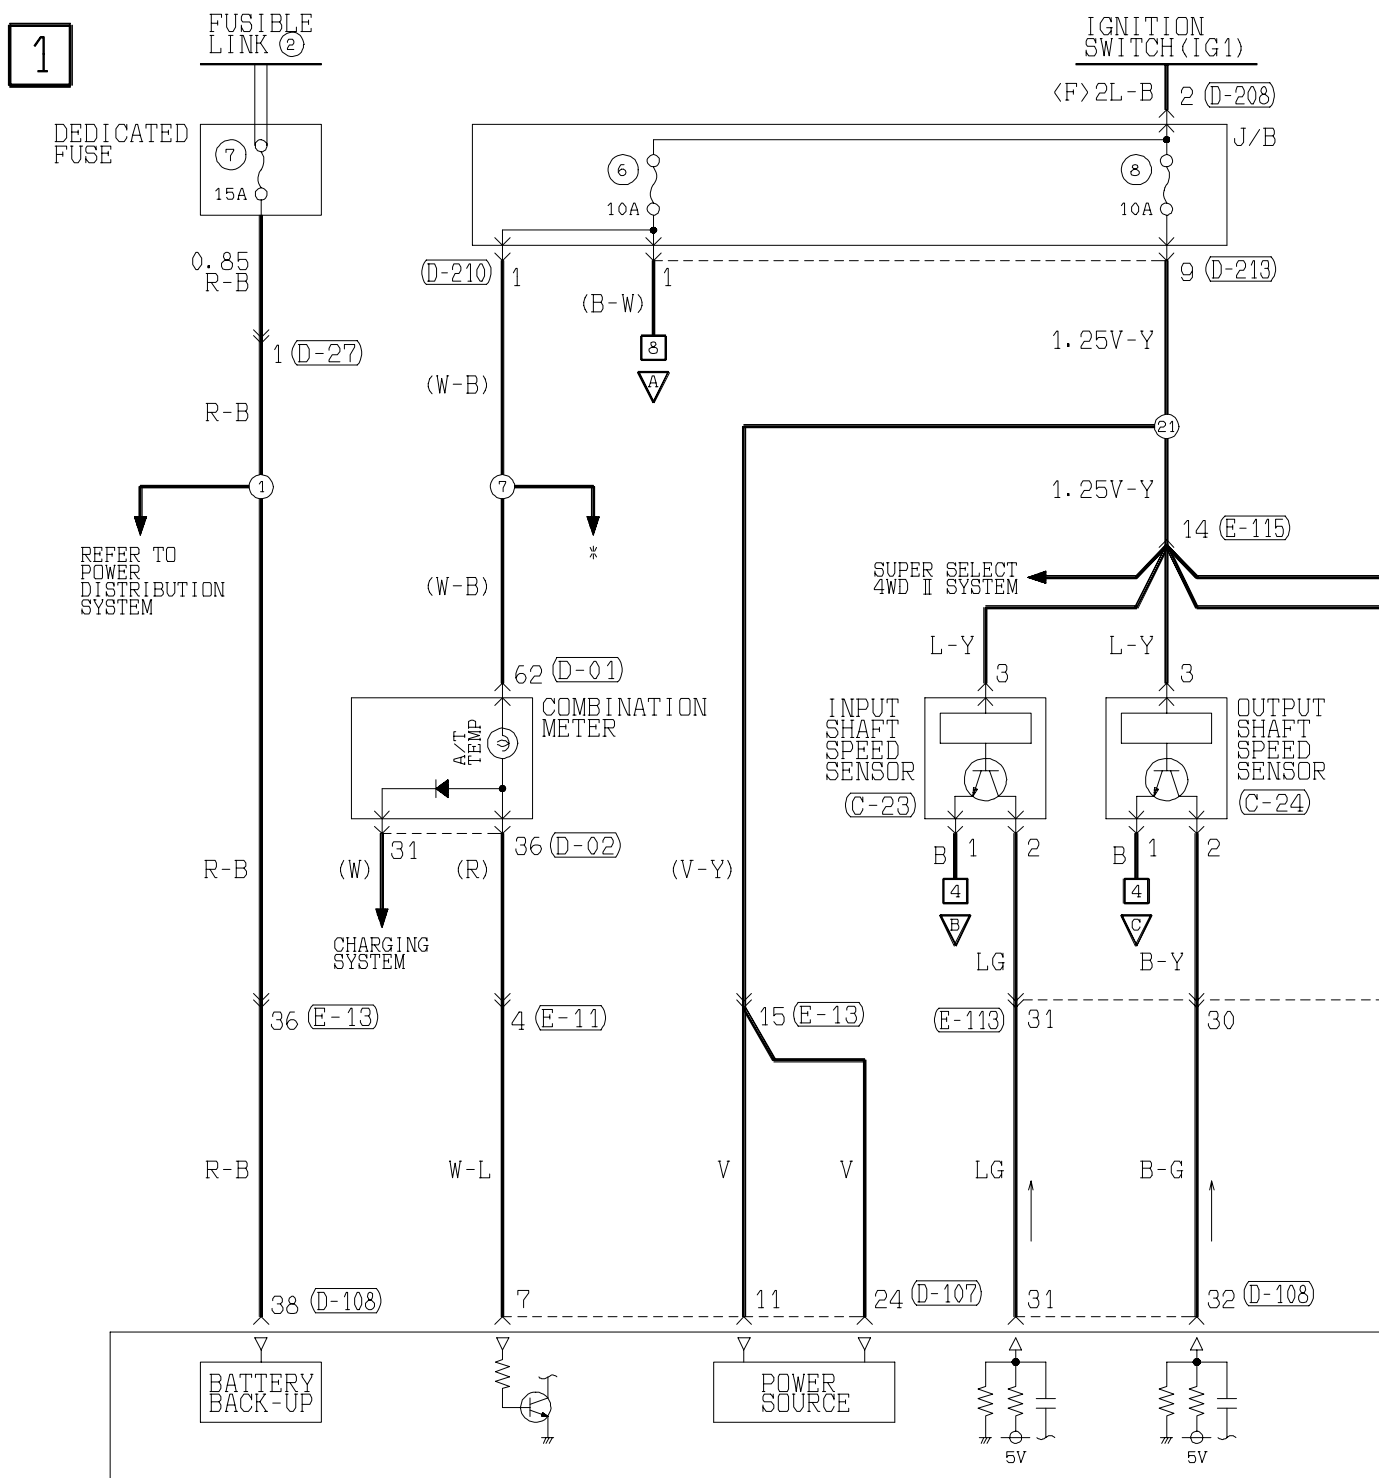 1
FUSIBLE
LINK ②
IGNITION
SWITCH(IG1)
<F>2L-B
2 (D-208)
DEDICATED
FUSE
7
15A
J/B
6
10A
8
10A
0.85
R-B
(D-210) 1
1
9 (D-213)
(B-W)
8
A
1 (D-27)
1.25V-Y
(W-B)
R-B
21
1
7
1.25V-Y
14 (E-115)
REFER TO
POWER
DISTRIBUTION
SYSTEM
*
SUPER SELECT
4WD Ⅱ SYSTEM
(W-B)
L-Y
L-Y
62 (D-01)
3
3
COMBINATION
METER
A/T
TEMP
INPUT
SHAFT
SPEED
SENSOR
(C-23)
OUTPUT
SHAFT
SPEED
SENSOR
(C-24)
31
36 (D-02)
B 1
2
B 1
2
R-B
(W)
(R)
(V-Y)
4
4
B
C
CHARGING
SYSTEM
LG
B-Y
36 (E-13)
4 (E-11)
15 (E-13)
(E-113) 31
30
R-B
W-L
V
V
LG
B-G
38 (D-108)
7
11
24 (D-107)
31
32 (D-108)
BATTERY
BACK-UP
POWER
SOURCE
5V
5V